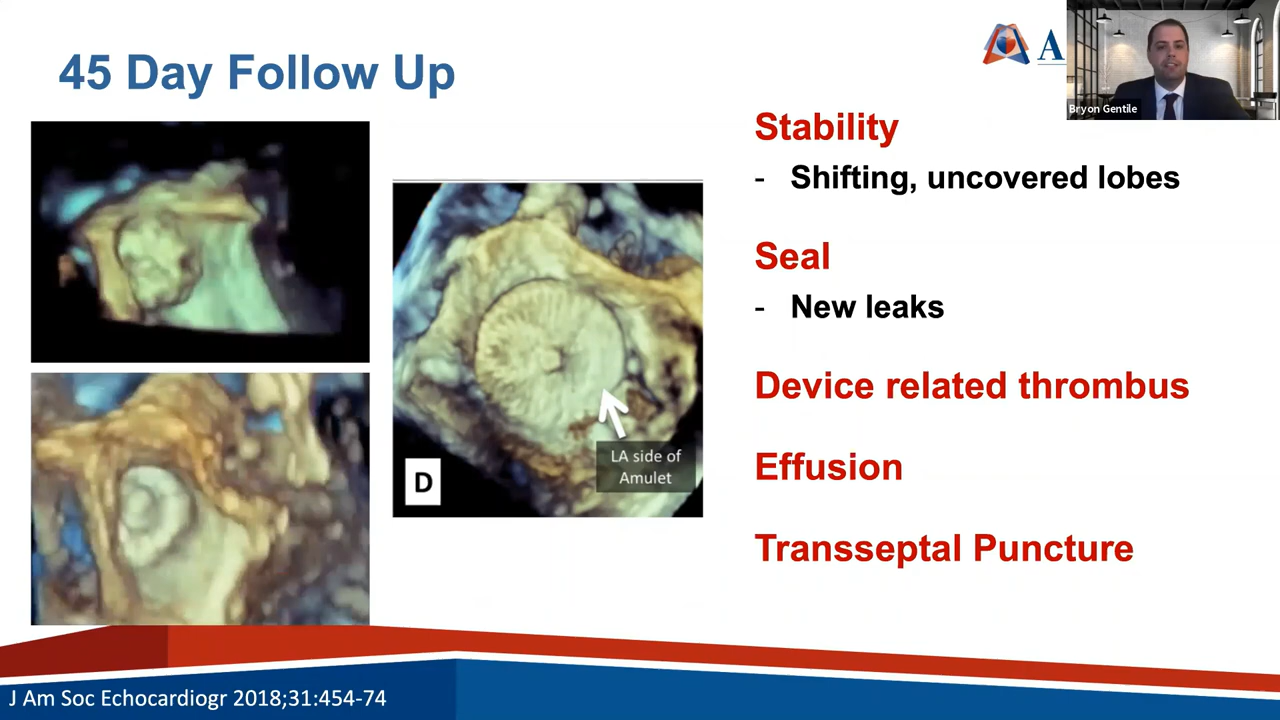 45 Day Follow Up
A
Bryon Gentile
Stability
- Shifting, uncovered lobes
Seal
- New leaks
Device related thrombus
Effusion
Transseptal Puncture
LA side of
Amulet
D
J Am Soc Echocardiogr 2018;31:454-74